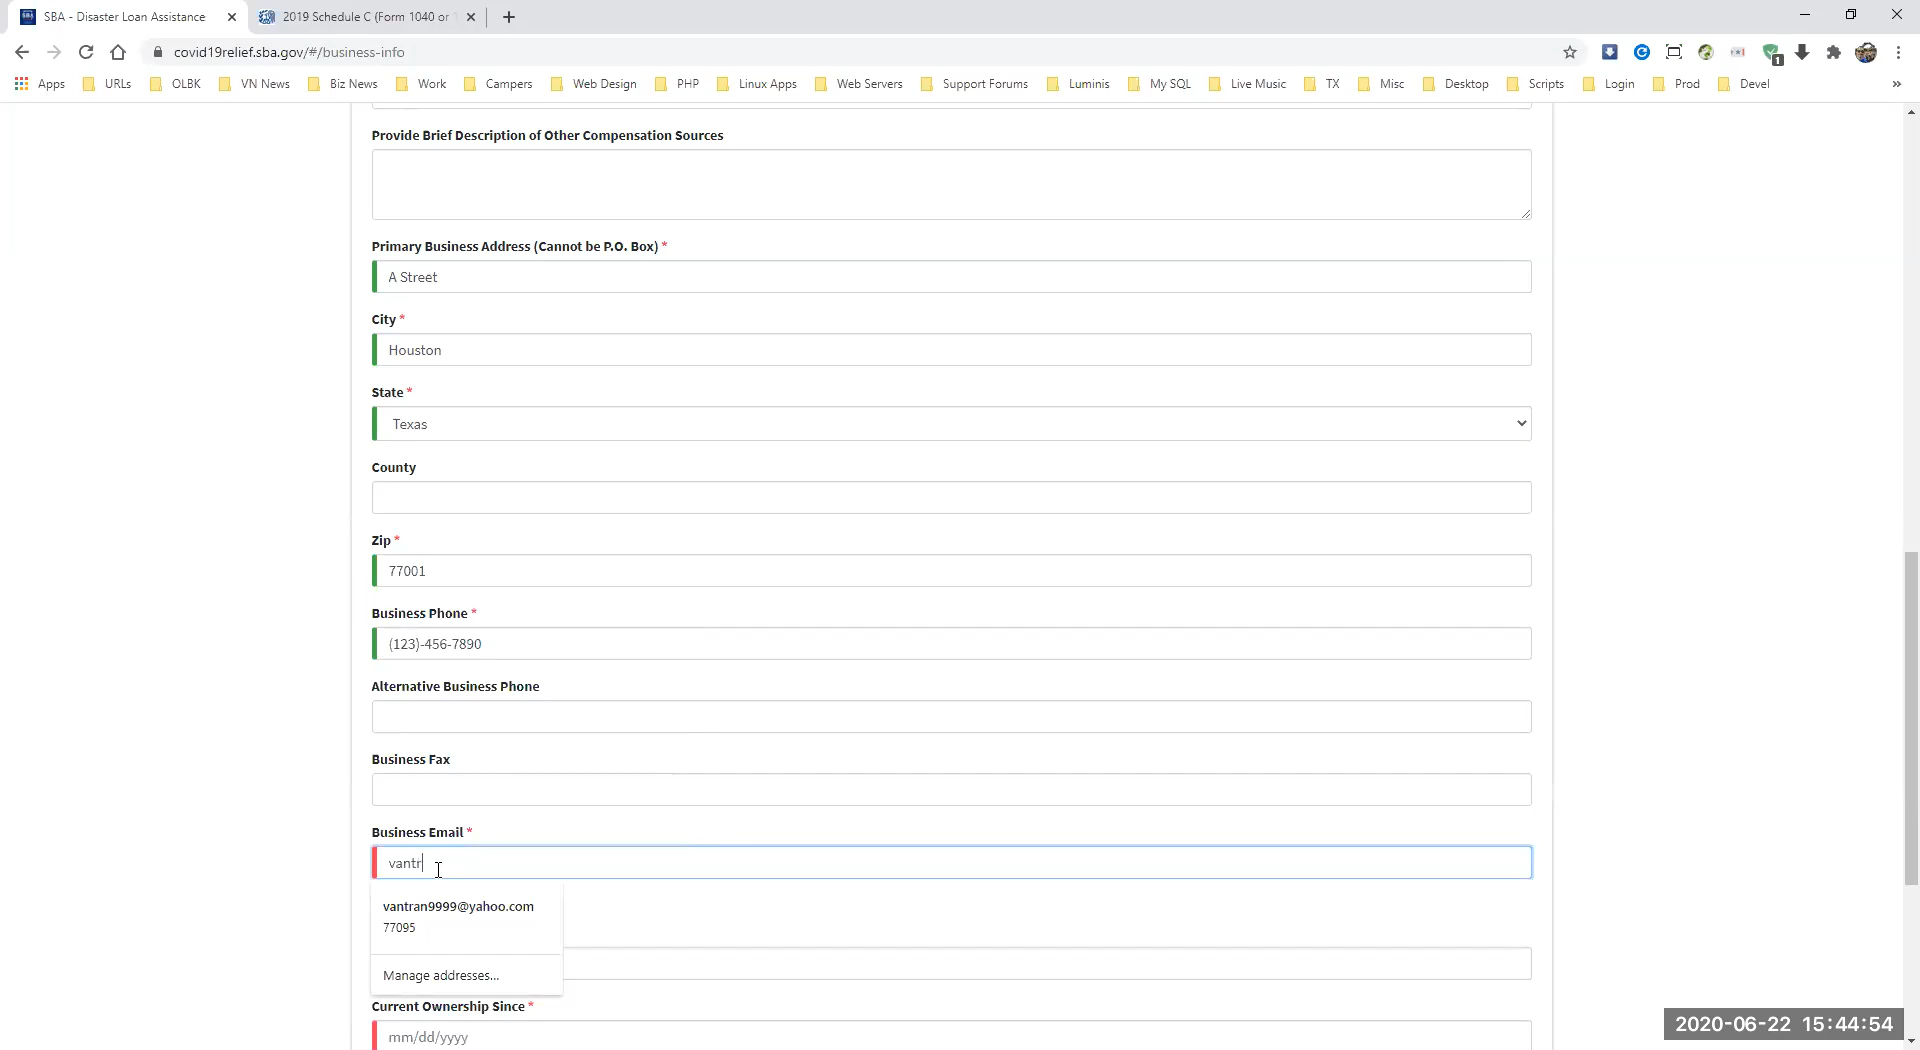 SBA - Disaster Loan Assistance
2019 Schedule C (Form 1040 or
covid19relief.sba.gov/#/business-info
1
Apps URLs OLBK VN News Biz News Work Campers Web Design PHP Linux Apps Web Servers Support Forums Luminis My SQL Live Music TX Misc Desktop Scripts Login Prod Devel »
Provide Brief Description of Other Compensation Sources
Primary Business Address (Cannot be P.O. Box) *
A Street
City *
Houston
State *
Texas
County
Zip *
77001
Business Phone *
(123)-456-7890
Alternative Business Phone
Business Fax
Business Email *
vantr
vantran9999@yahoo.com
77095
Manage addresses...
Current Ownership Since *
mm/dd/yyyy
2020-06-22 15:44:54